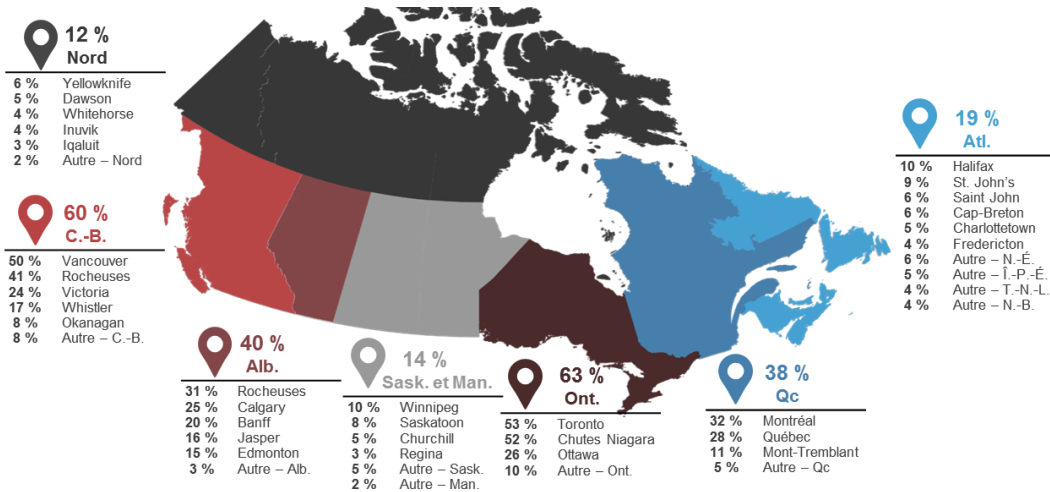 12 %
Nord
6 % Yellowknife
5 % Dawson
4 % Whitehorse
4 % Inuvik
3 % Iqaluit
2 % Autre – Nord
60 %
C.-B.
50 % Vancouver
41 % Rocheuses
24 % Victoria
17 % Whistler
8 % Okanagan
8 % Autre – C.-B.
40 %
Alb.
31 % Rocheuses
25 % Calgary
20 % Banff
16 % Jasper
15 % Edmonton
3 % Autre – Alb.
14 %
Sask. et Man.
10 % Winnipeg
8 % Saskatoon
5 % Churchill
3 % Regina
5 % Autre – Sask.
2 % Autre – Man.
63 %
Ont.
53 % Toronto
52 % Chutes Niagara
26 % Ottawa
10 % Autre – Ont.
38 %
Qc
32 % Montréal
28 % Québec
11 % Mont-Tremblant
5 % Autre – Qc
19 %
Atl.
10 % Halifax
9 % St. John's
6 % Saint John
6 % Cap-Breton
5 % Charlottetown
4 % Fredericton
6 % Autre – N.-É.
5 % Autre – Î.-P.-É.
4 % Autre – T.-N.-L.
4 % Autre – N.-B.